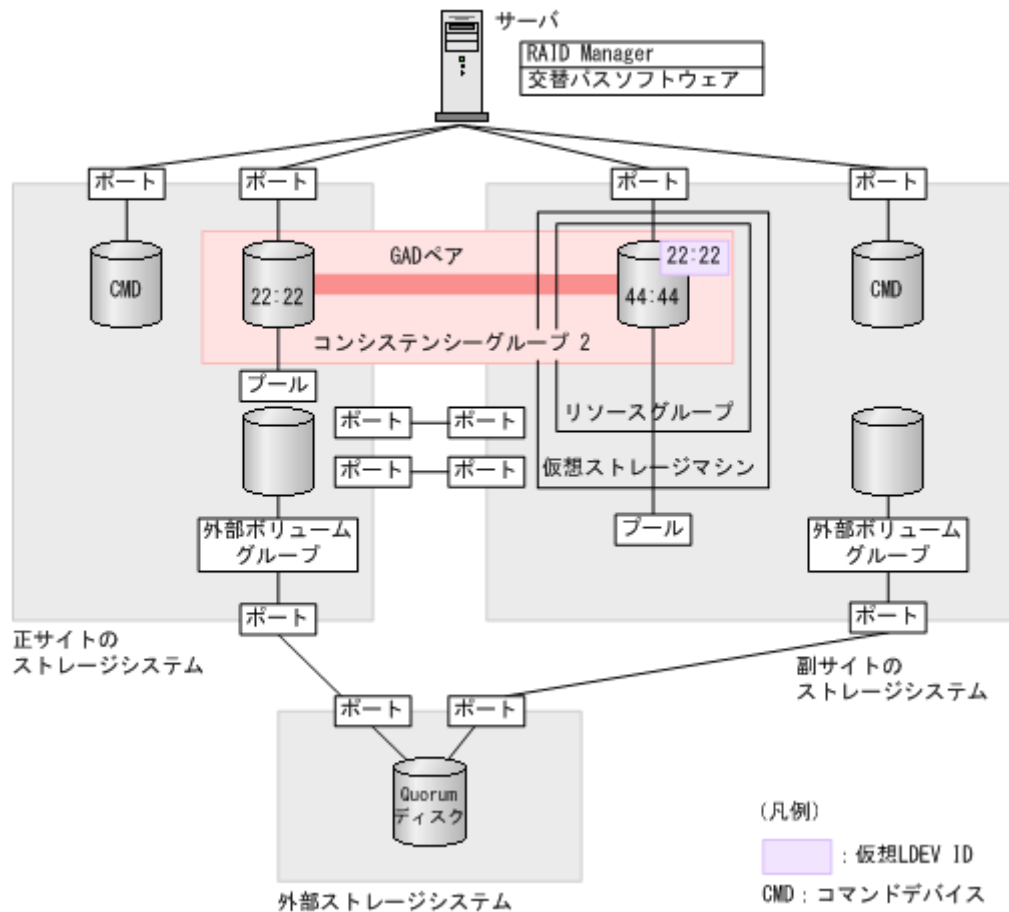 サーバ
RAID Manager
交替パスソフトウェア
ポート
ポート
ポート
ポート
CMD
22:22
GADペア
44:44
22:22
CMD
コンシステンシーグループ 2
プール
ポート
ポート
ポート
ポート
リソースグループ
仮想ストレージマシン
プール
外部ボリューム
グループ
外部ボリューム
グループ
ポート
ポート
正サイトの
ストレージシステム
副サイトの
ストレージシステム
ポート
ポート
Quorum
ディスク
外部ストレージシステム
(凡例)
：仮想LDEV ID
CMD：コマンドデバイス